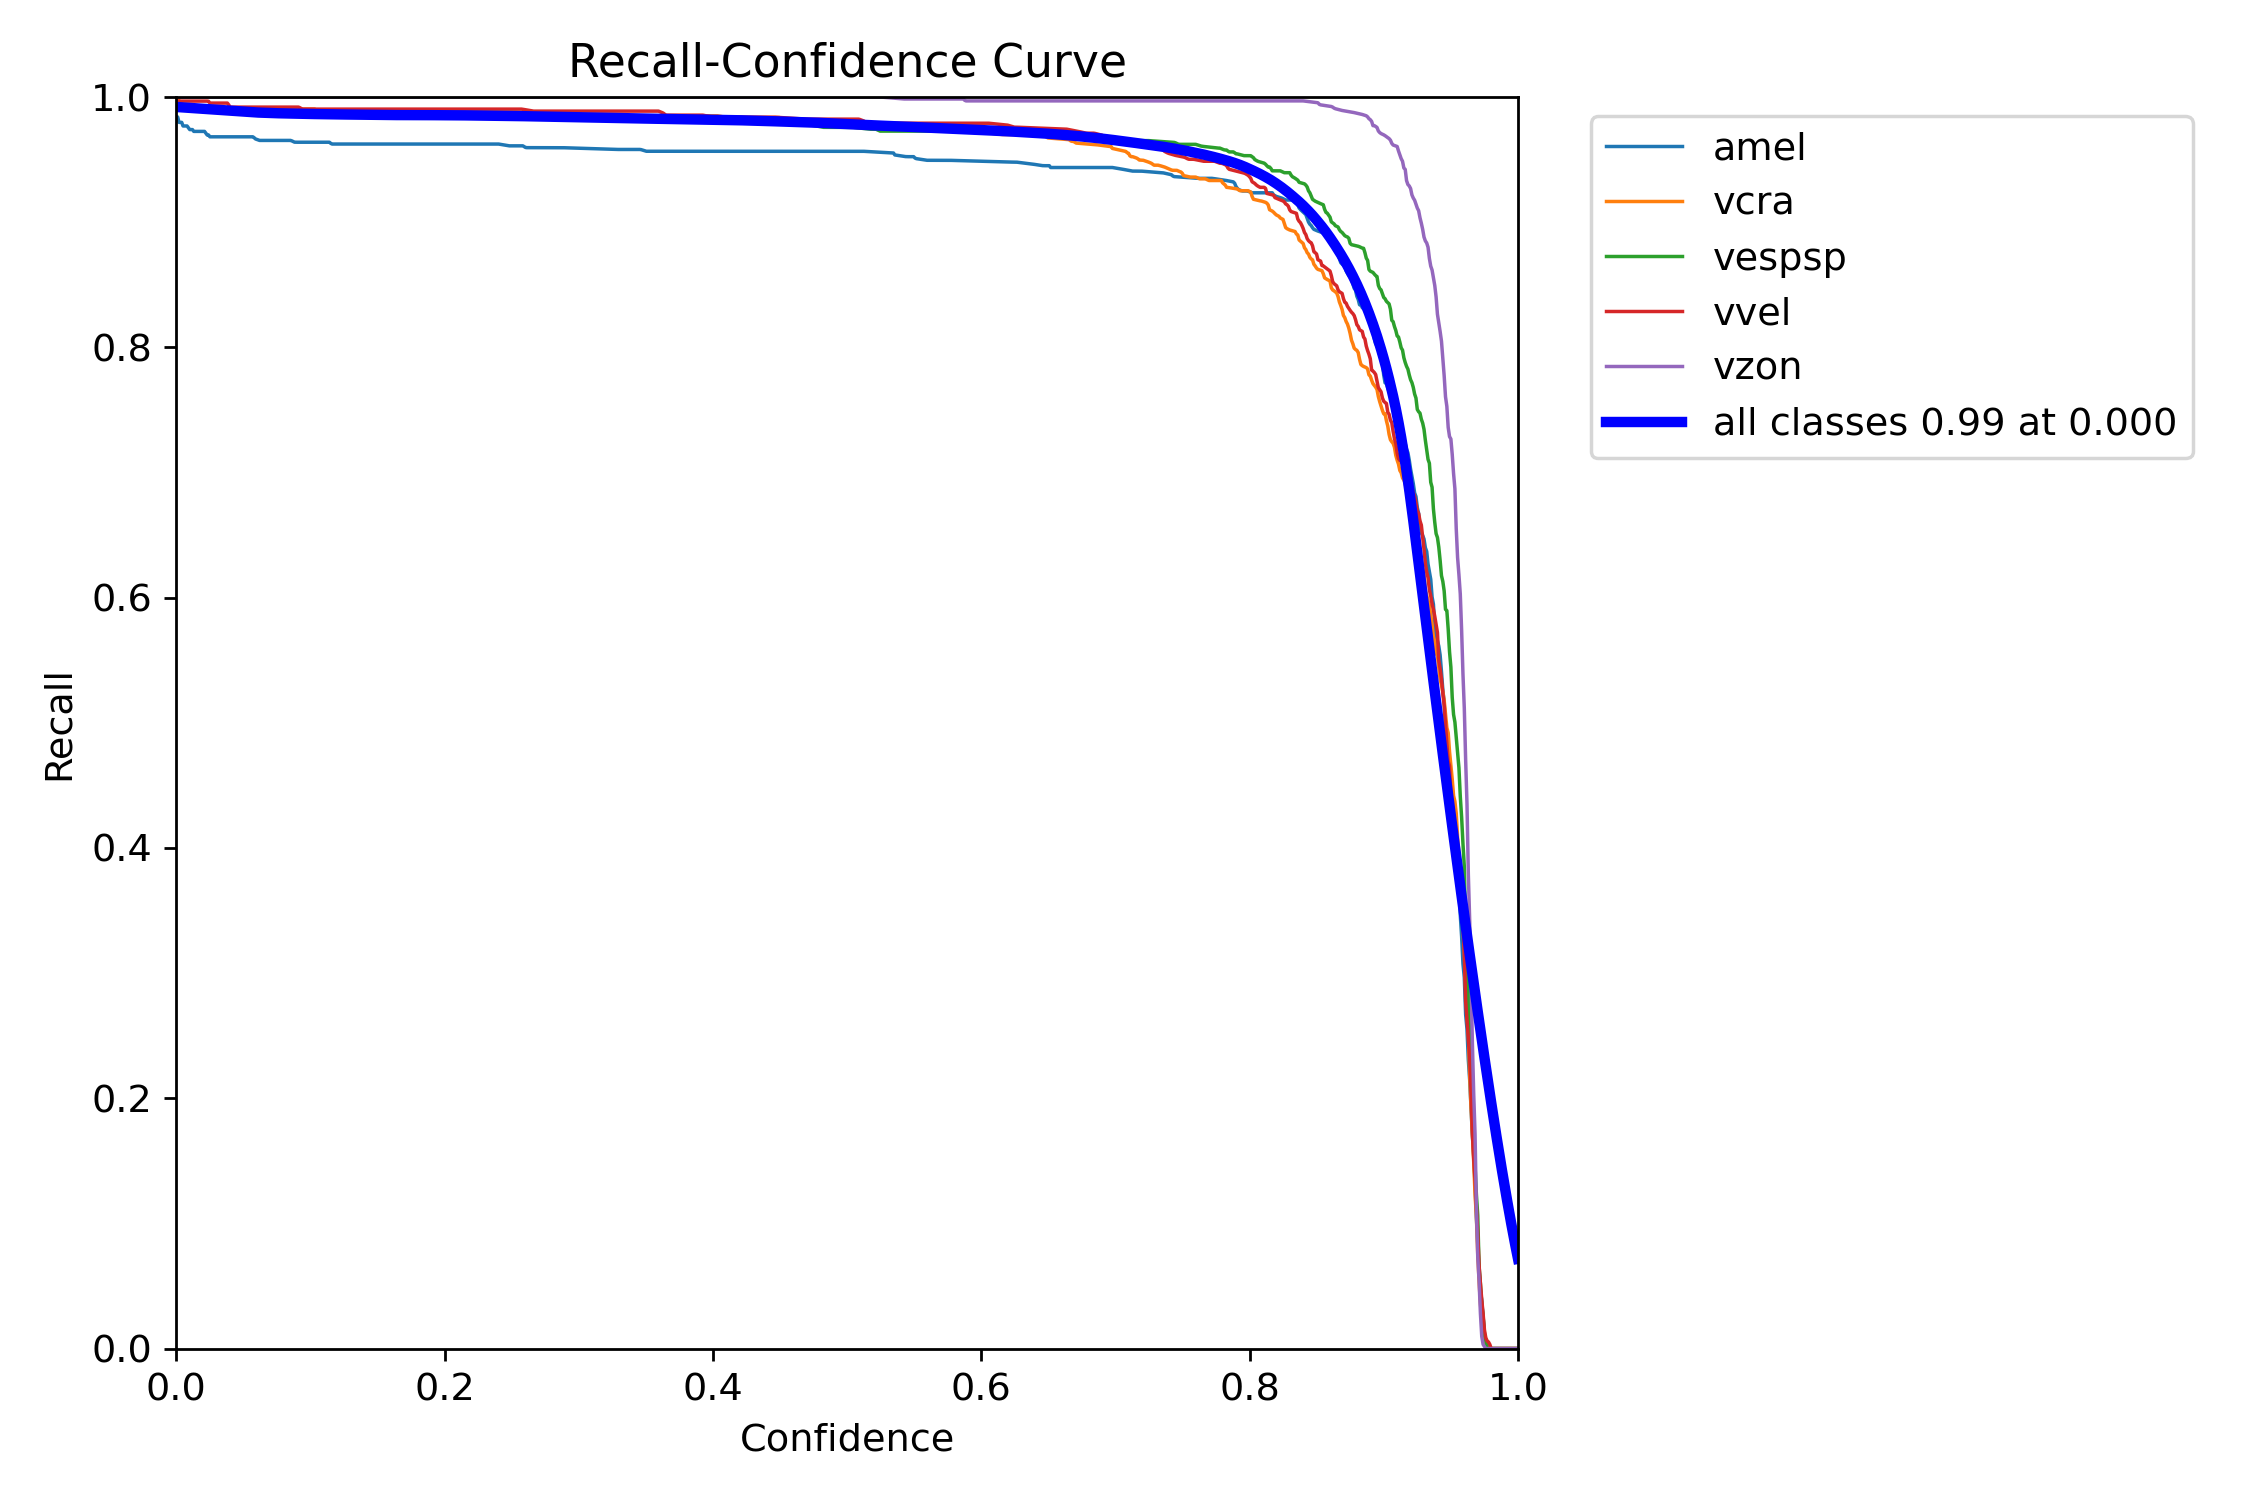 Recall-Confidence Curve
1.0
0.8
0.6
0.4
0.2
0.0
Recall
0.0 0.2 0.4 0.6 0.8 1.0
Confidence
amel
vcra
vespsp
vvel
vzon
all classes 0.99 at 0.000